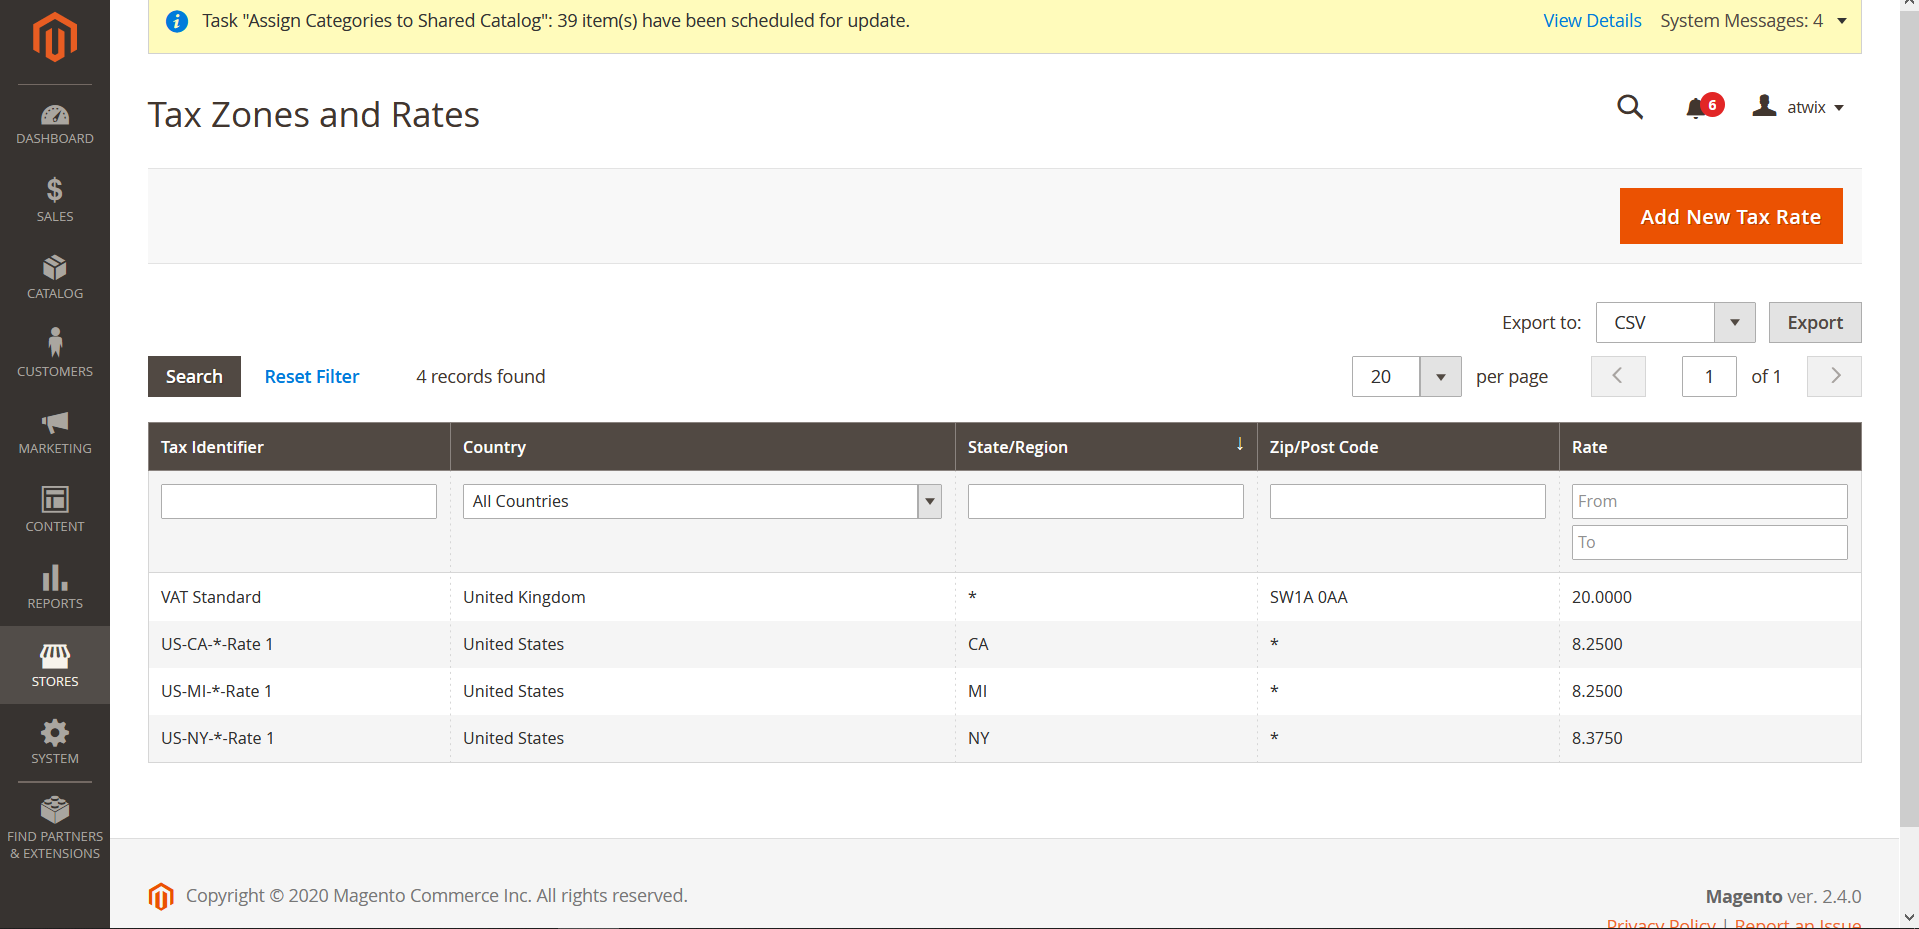 Task "Assign Categories to Shared Catalog": 39 item(s) have been scheduled for update.
View Details
System Messages: 4
Tax Zones and Rates
6
atwix
DASHBOARD
SALES
CATALOG
CUSTOMERS
MARKETING
CONTENT
REPORTS
STORES
SYSTEM
FIND PARTNERS
& EXTENSIONS
Add New Tax Rate
Export to:
CSV
Export
Search
Reset Filter
4 records found
20
per page
1
of 1
Tax Identifier
Country
State/Region
↓
Zip/Post Code
Rate
All Countries
From
To
VAT Standard
United Kingdom
*
SW1A 0AA
20.0000
US-CA-*-Rate 1
United States
CA
*
8.2500
US-MI-*-Rate 1
United States
MI
*
8.2500
US-NY-*-Rate 1
United States
NY
*
8.3750
Copyright © 2020 Magento Commerce Inc. All rights reserved.
Magento ver. 2.4.0
Privacy Policy | Report an Issue